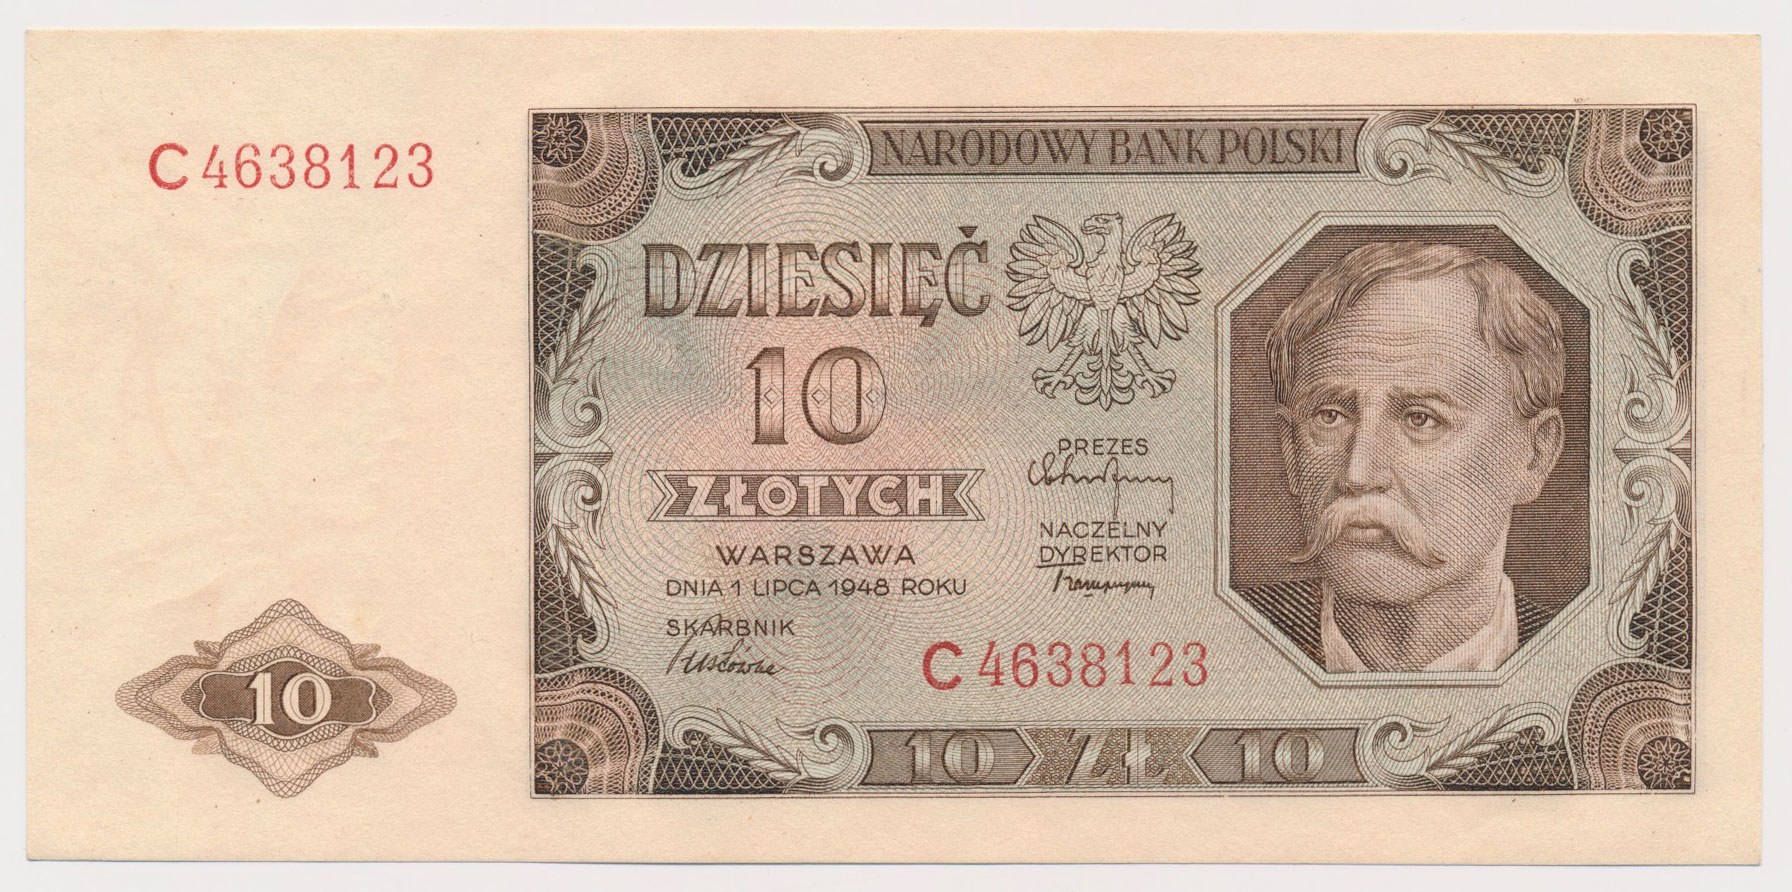 C 4638123
NARODOWY BANK POLSKI
DZIESIĘĆ
10
ZŁOTYCH
WARSZAWA
DNIA 1 LIPCA 1948 ROKU
SKARBNIK
PREZES
NACZELNY
DYREKTOR
C 4638123
10
10 ZŁ 10